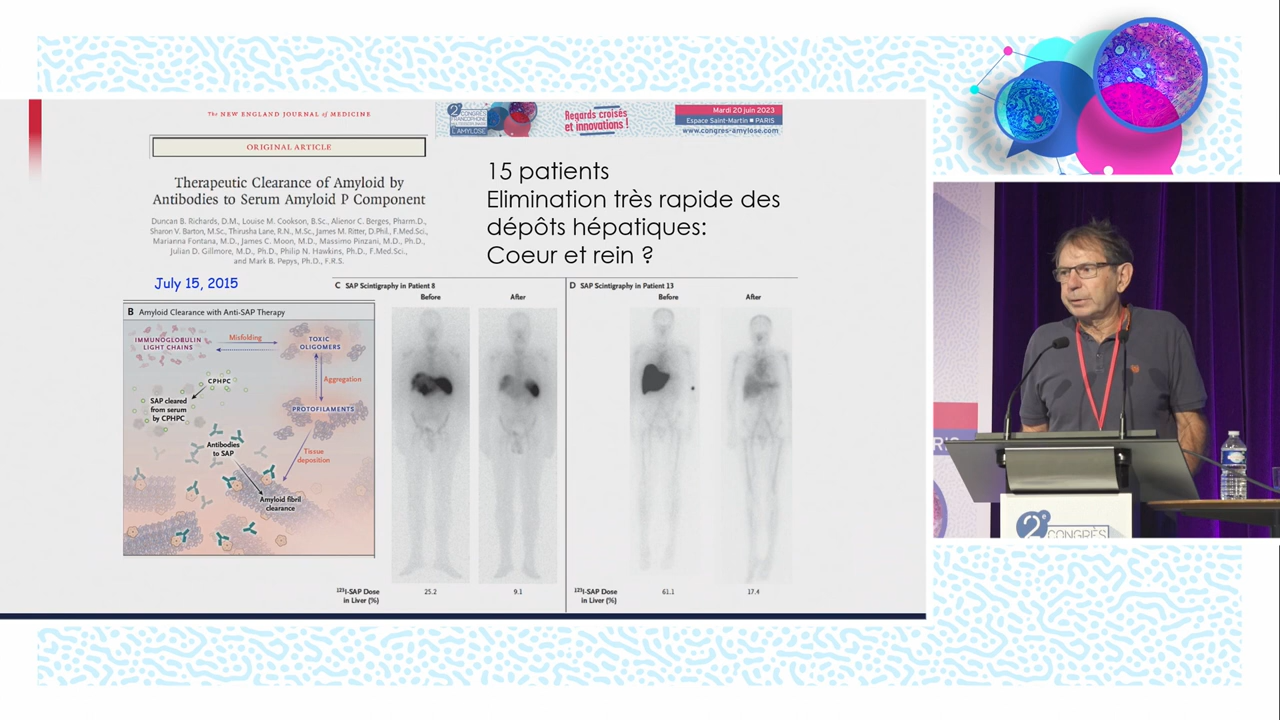 The NEW ENGLAND JOURNAL of MEDICINE
ORIGINAL ARTICLE
Therapeutic Clearance of Amyloid by
Antibodies to Serum Amyloid P Component
Duncan B. Richards, D.M., Louise M. Cookson, B.Sc., Alienor C. Berges, Pharm.D.,
Sharon V. Barton, M.Sc., Thirusha Lane, R.N., M.Sc., James M. Ritter, D.Phil., F.Med.Sci.,
Marianna Fontana, M.D., James C. Moon, M.D., Massimo Pinzani, M.D., Ph.D.,
Julian D. Gillmore, M.D., Ph.D., Philip N. Hawkins, Ph.D., F.Med.Sci.,
and Mark B. Pepys, Ph.D., F.R.S.
July 15, 2015
2e CONGRÈS
FRANCOPHONE
L'AMYLOSE
Regards croisés
et innovations !
Mardi 20 juin 2023
Espace Saint-Martin ■ PARIS
www.congres-amylose.com
15 patients
Elimination très rapide des
dépôts hépatiques:
Coeur et rein ?
B Amyloid Clearance with Anti-SAP Therapy
IMMUNOGLOBULIN
LIGHT CHAINS
Misfolding
TOXIC
OLIGOMERS
CPHPC
Aggregation
SAP cleared
from serum
by CPHPC
PROTOFILAMENTS
Antibodies
to SAP
Tissue
deposition
Amyloid fibril
clearance
C SAP Scintigraphy in Patient 8
Before After
123I-SAP Dose
in Liver (%)
25.2 9.1
D SAP Scintigraphy in Patient 13
Before After
123I-SAP Dose
in Liver (%)
61.1 17.4
2e
CONGRÈS